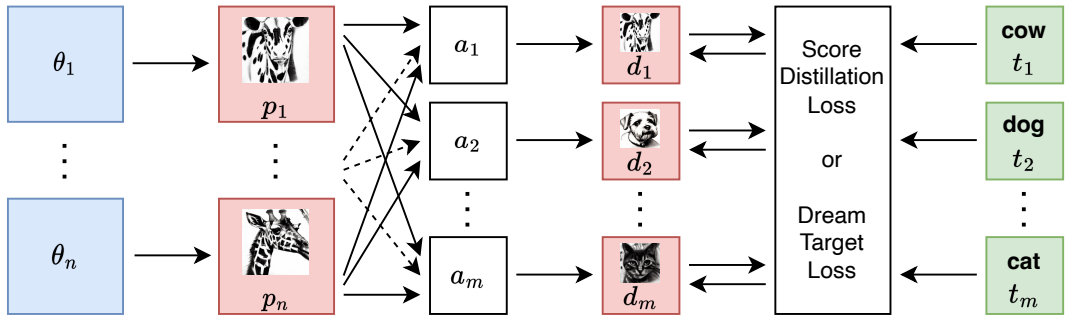 θ₁
p₁
a₁
d₁
Score
Distillation
Loss
or
Dream
Target
Loss
cow
t₁
a₂
d₂
dog
t₂
θₙ
pₙ
aₘ
dₘ
cat
tₘ